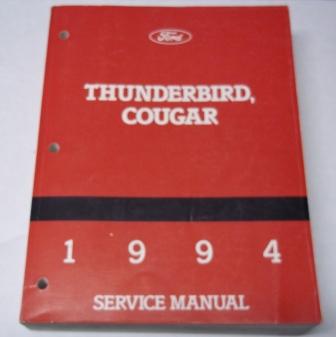 Ford
THUNDERBIRD,
COUGAR
1 9 9 4
SERVICE MANUAL